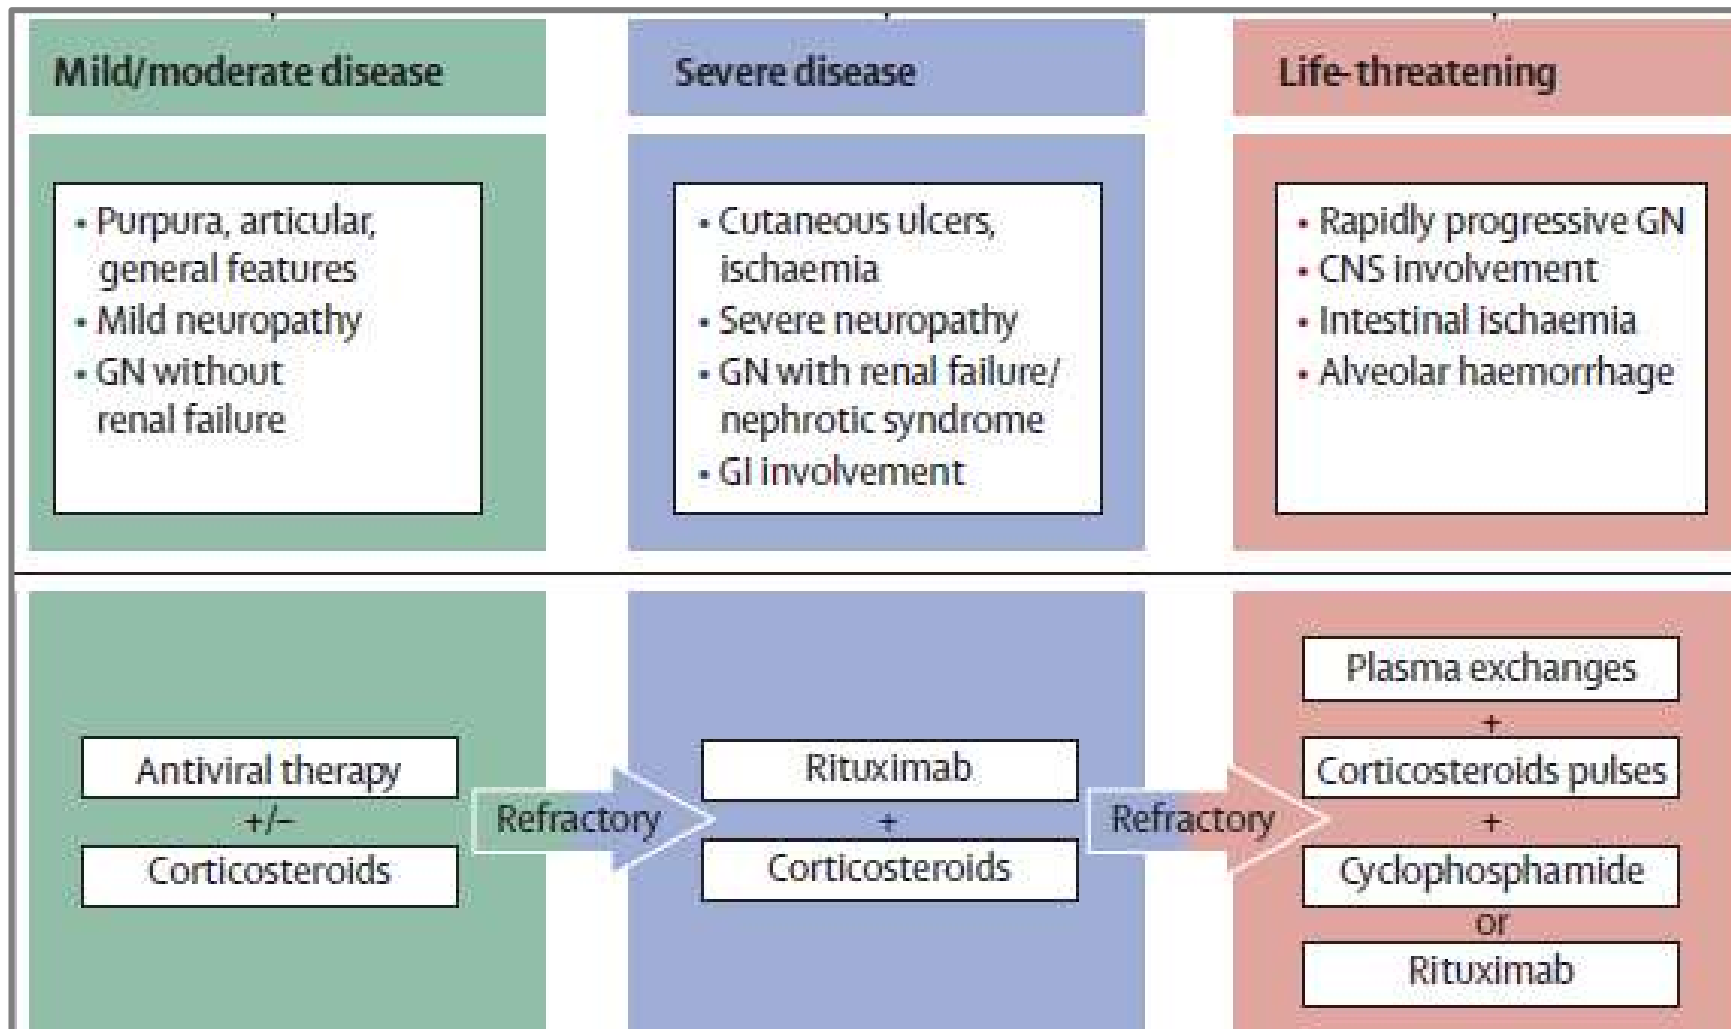 Mild/moderate disease
Severe disease
Life-threatening
• Purpura, articular,
general features
• Mild neuropathy
• GN without
renal failure
• Cutaneous ulcers,
ischaemia
• Severe neuropathy
• GN with renal failure/
nephrotic syndrome
• GI involvement
• Rapidly progressive GN
• CNS involvement
• Intestinal ischaemia
• Alveolar haemorrhage
Antiviral therapy
+/–
Corticosteroids
Refractory
Rituximab
+
Corticosteroids
Refractory
Plasma exchanges
+
Corticosteroids pulses
+
Cyclophosphamide
or
Rituximab